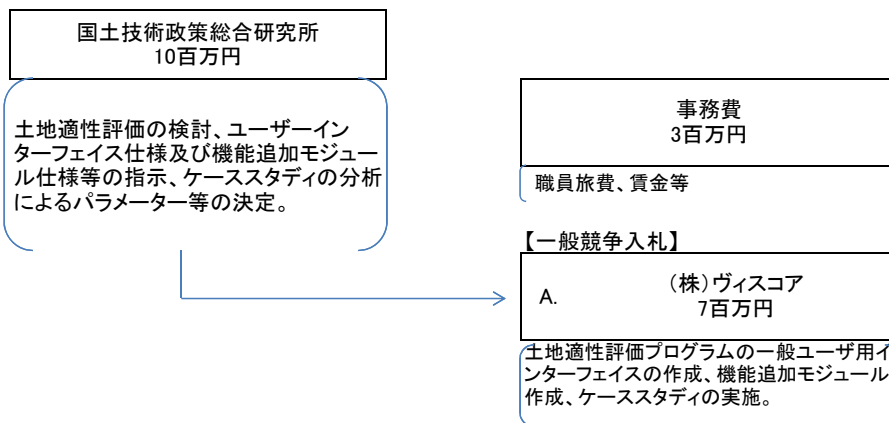 国土技術政策総合研究所
10百万円
土地適性評価の検討、ユーザーイン
ターフェイス仕様及び機能追加モジュー
ル仕様等の指示、ケーススタディの分析
によるパラメーター等の決定。
事務費
3百万円
職員旅費、賃金等
【一般競争入札】
A. （株）ヴィスコア
7百万円
土地適性評価プログラムの一般ユーザ用イ
ンターフェイスの作成、機能追加モジュール
作成、ケーススタディの実施。